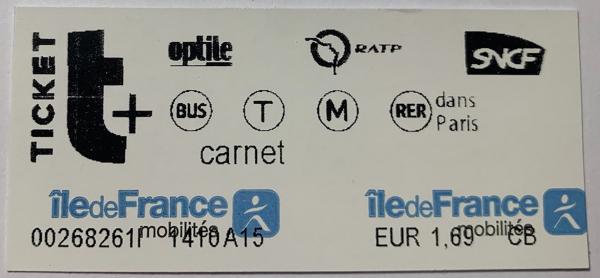 TICKET t+
optile RATP SNCF
BUS T M RER dans Paris
carnet
îledeFrance mobilités îledeFrance mobilités
00268261I 1410A15 EUR 1,69 CB